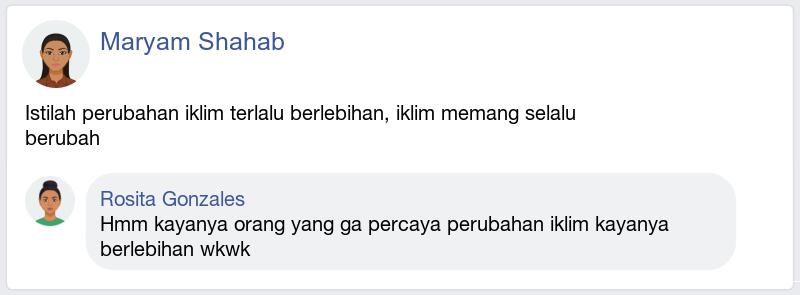 Maryam Shahab
Istilah perubahan iklim terlalu berlebihan, iklim memang selalu
berubah
Rosita Gonzales
Hmm kayanya orang yang ga percaya perubahan iklim kayanya
berlebihan wkwk